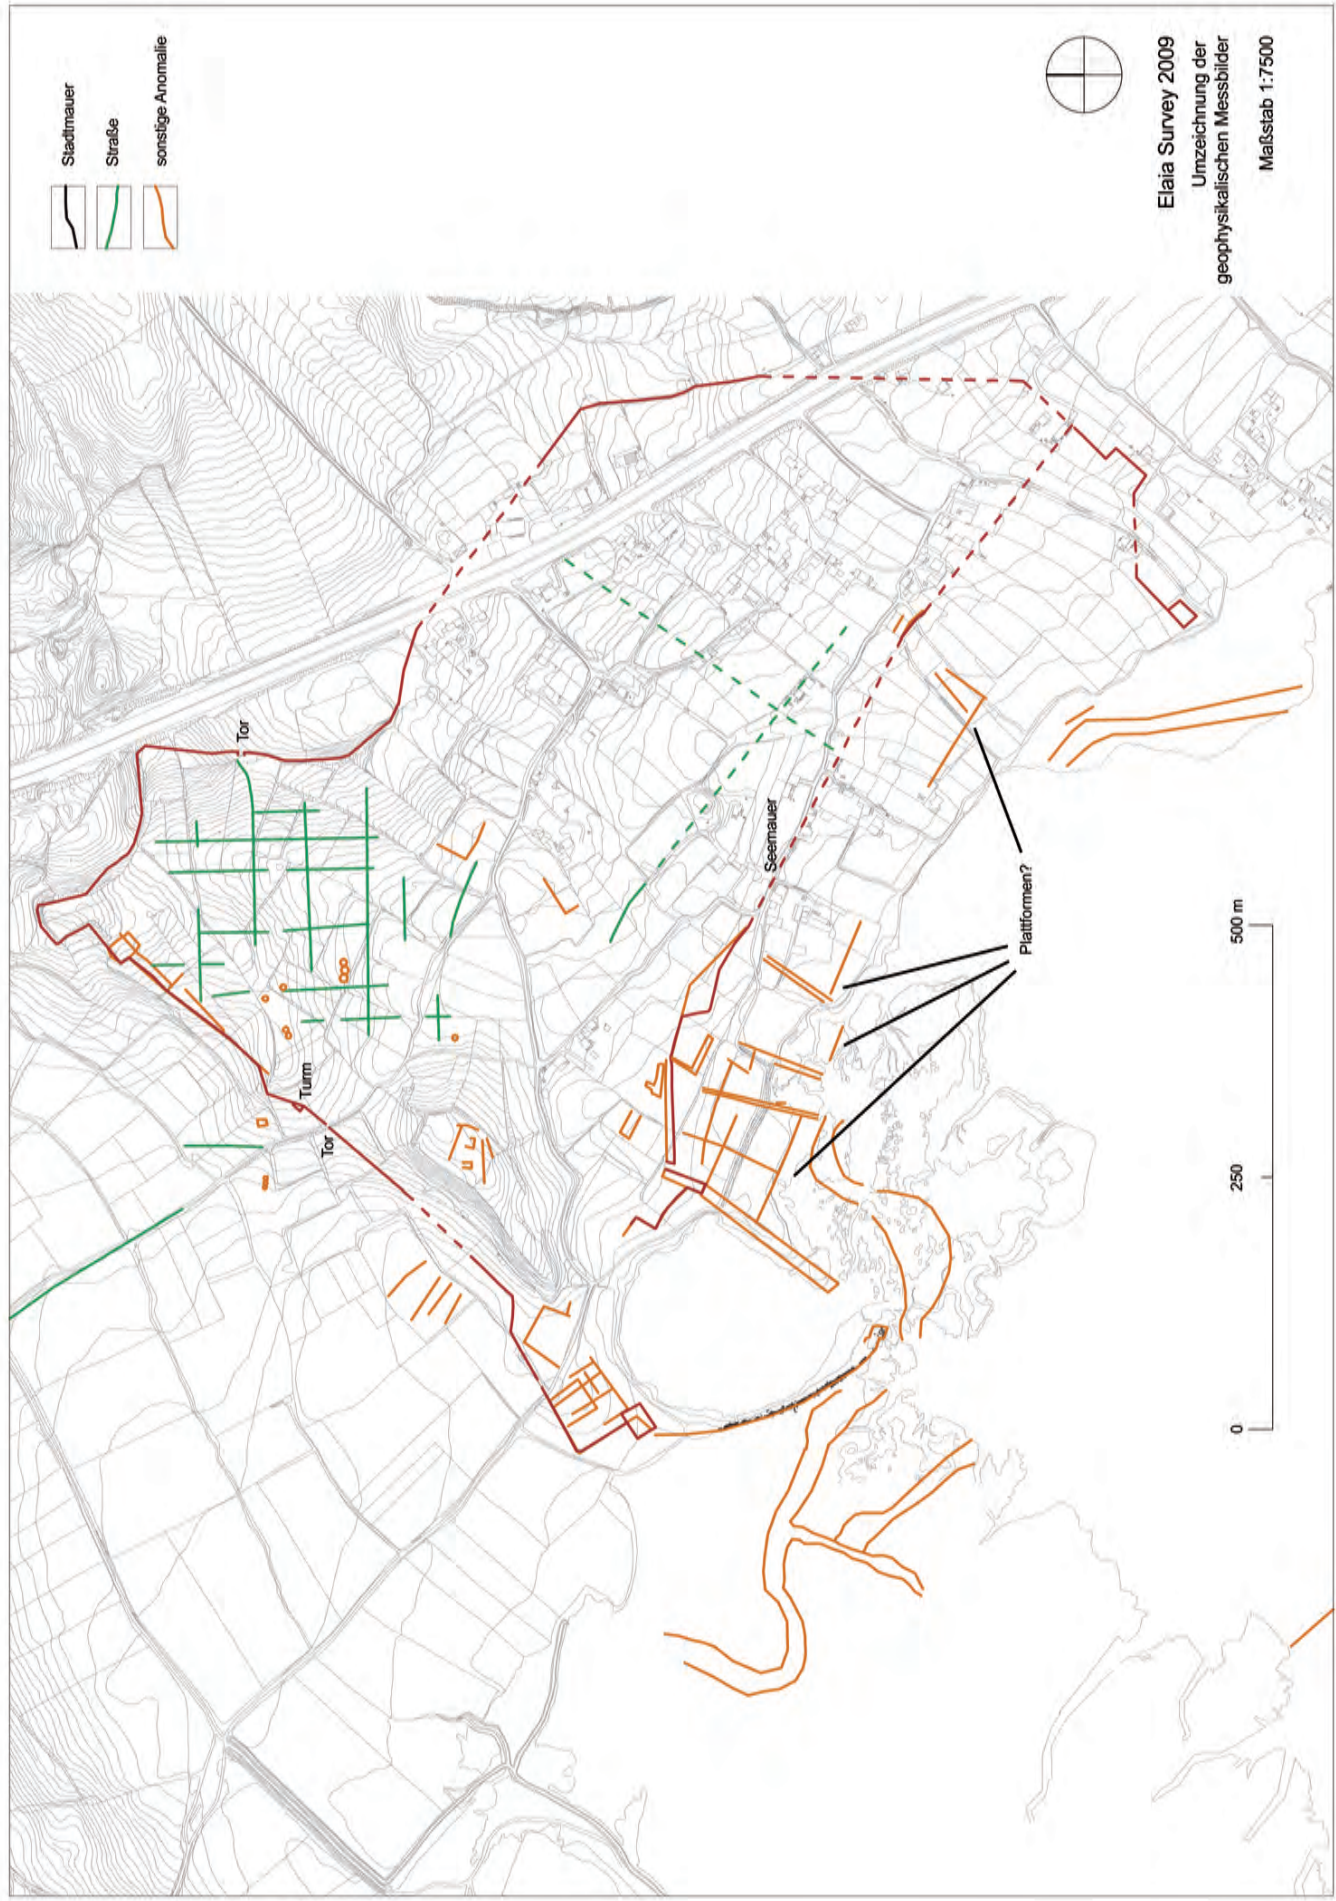 Stadtmauer
Straße
sonstige Anomalie
Tor
Turm
Tor
Seemauer
Plattformen?
0
250
500 m
Elaia Survey 2009
Umzeichnung der
geophysikalischen Messbilder
Maßstab 1:7500